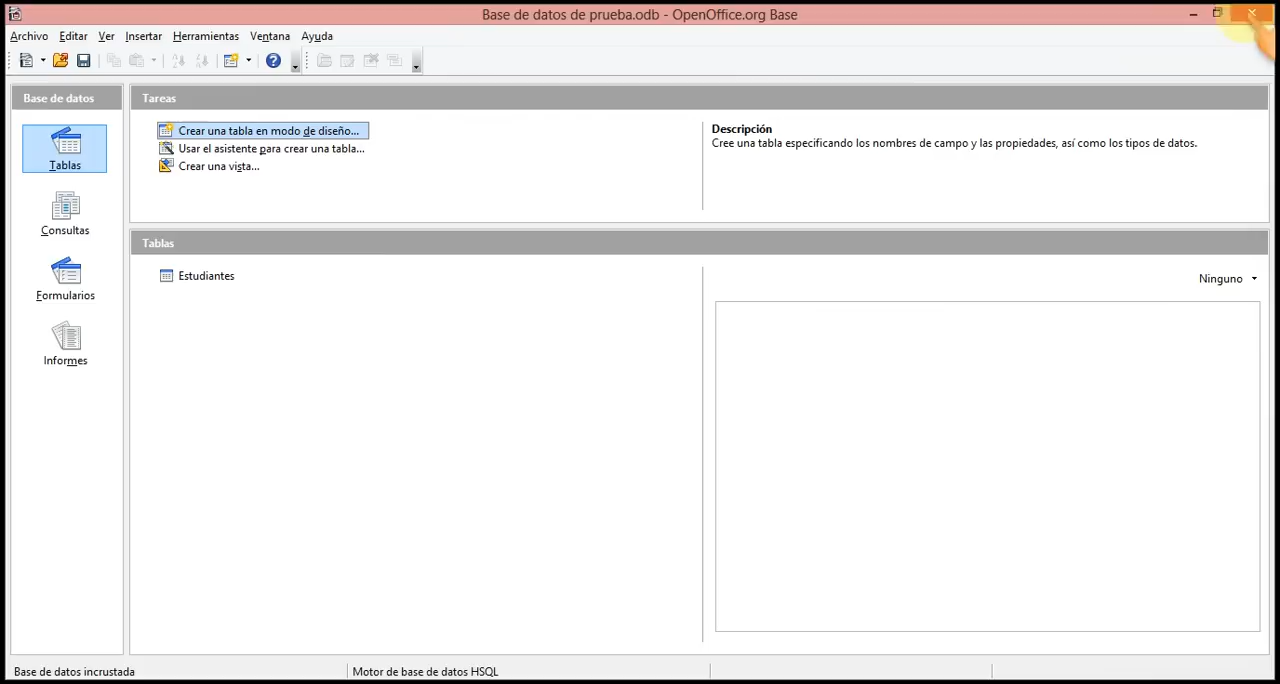 Base de datos de prueba.odb - OpenOffice.org Base
Archivo Editar Ver Insertar Herramientas Ventana Ayuda
Base de datos
Tablas
Consultas
Formularios
Informes
Tareas
Crear una tabla en modo de diseño...
Usar el asistente para crear una tabla...
Crear una vista...
Descripción
Cree una tabla especificando los nombres de campo y las propiedades, así como los tipos de datos.
Tablas
Estudiantes
Ninguno
Base de datos incrustada
Motor de base de datos HSQL